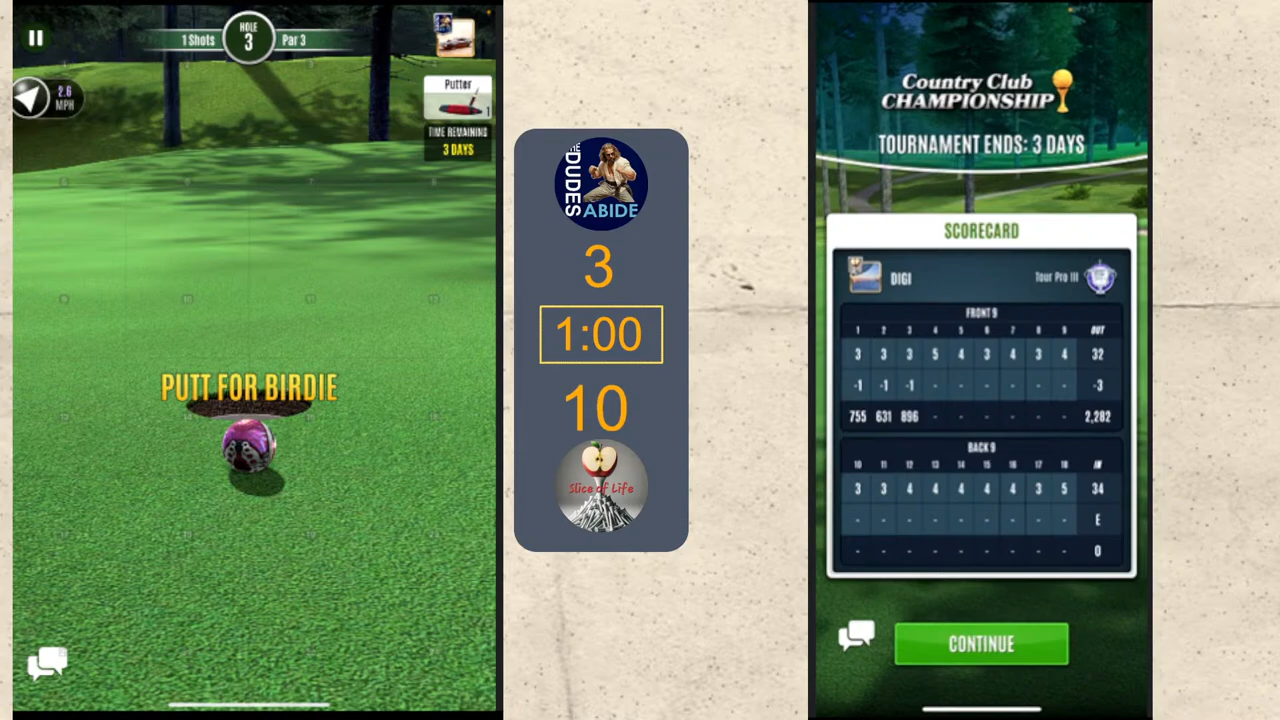 1 Shots
HOLE
3
Par 3
2.6
MPH
Putter
1
TIME REMAINING
3 DAYS
PUTT FOR BIRDIE
THE DUDES
ABIDE
3
1:00
10
Slice of Life
Country Club
CHAMPIONSHIP
TOURNAMENT ENDS: 3 DAYS
SCORECARD
DIGI
Tour Pro III
FRONT 9
1 2 3 4 5 6 7 8 9 OUT
3 3 3 5 4 3 4 3 4 32
-1 -1 -1 - - - - - - -3
755 631 896 - - - - - - 2,282
BACK 9
10 11 12 13 14 15 16 17 18 IN
3 3 4 4 4 4 4 3 5 34
- - - - - - - - - E
- - - - - - - - - 0
CONTINUE